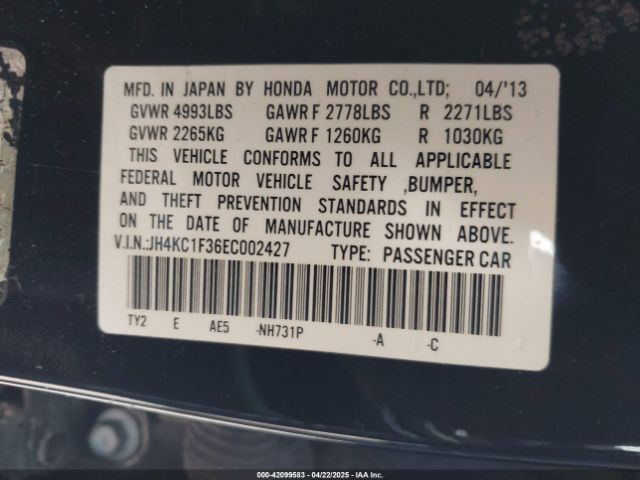 MFD. IN JAPAN BY HONDA MOTOR CO.,LTD; 04/'13
GVWR 4993LBS GAWR F 2778LBS R 2271LBS
GVWR 2265KG GAWR F 1260KG R 1030KG
THIS VEHICLE CONFORMS TO ALL APPLICABLE
FEDERAL MOTOR VEHICLE SAFETY ,BUMPER,
AND THEFT PREVENTION STANDARDS IN EFFECT
ON THE DATE OF MANUFACTURE SHOWN ABOVE.
V.I.N.:JH4KC1F36EC002427 TYPE: PASSENGER CAR
TY2 E AE5 -NH731P -A -C
000-42099583 | 04/22/2025 | IAA Inc.